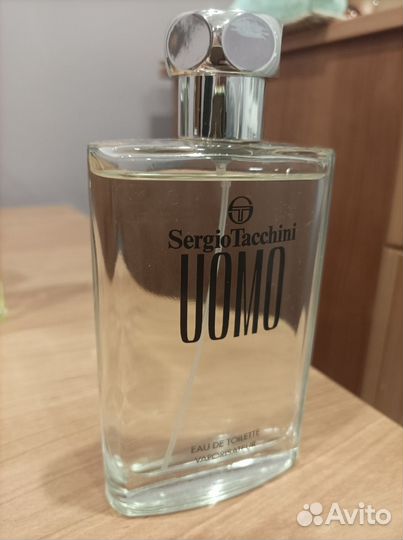 Sergio Tacchini
UOMO
EAU DE TOILETTE
VAPORISATEUR
Avito